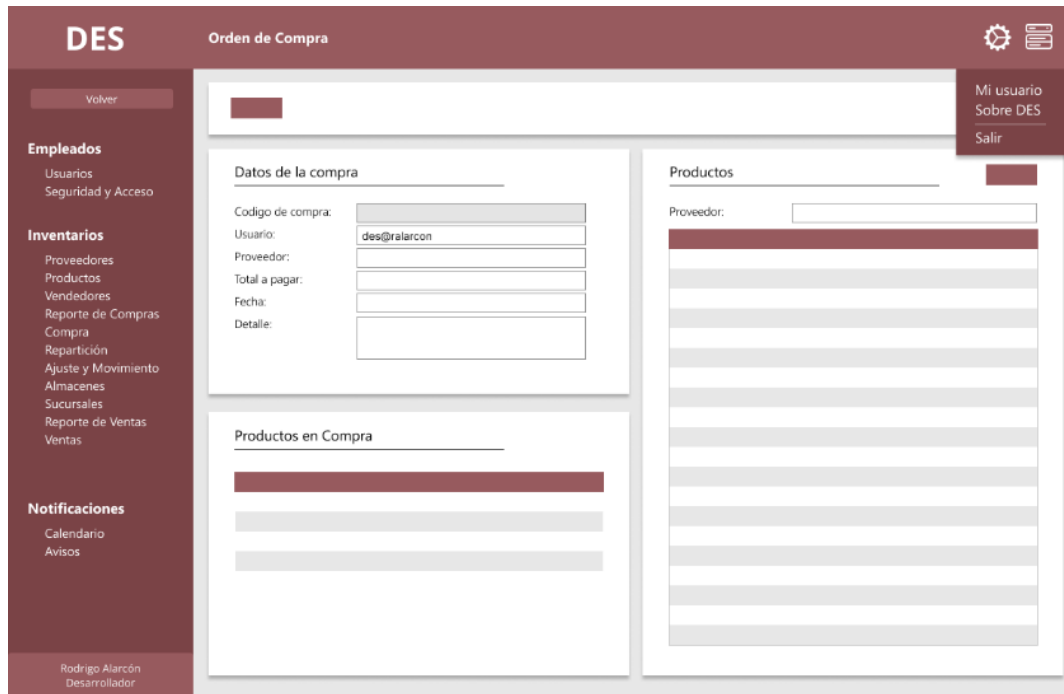 DES
Orden de Compra
Volver
Empleados
Usuarios
Seguridad y Acceso
Inventarios
Proveedores
Productos
Vendedores
Reporte de Compras
Compra
Repartición
Ajuste y Movimiento
Almacenes
Sucursales
Reporte de Ventas
Ventas
Notificaciones
Calendario
Avisos
Rodrigo Alarcón
Desarrollador
Datos de la compra
Codigo de compra:
Usuario: des@ralarcon
Proveedor:
Total a pagar:
Fecha:
Detalle:
Productos en Compra
Productos
Proveedor:
Mi usuario
Sobre DES
Salir